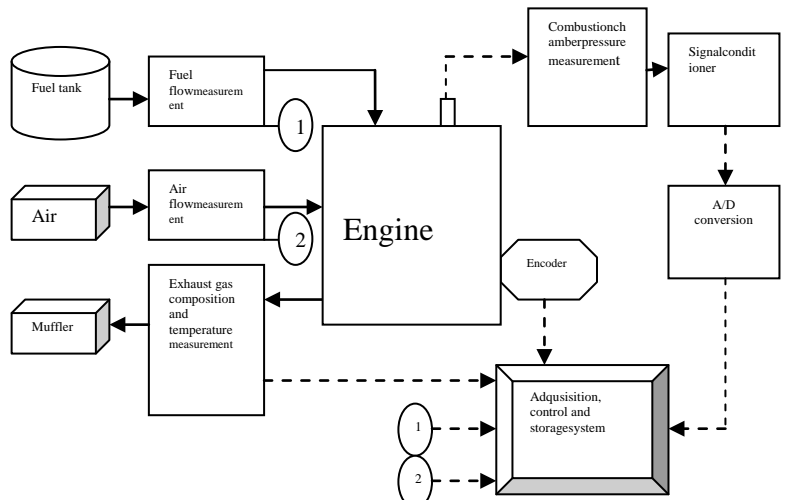 Fuel tank
Fuel
flowmeasurem
ent
1
Combustionch
amberpressure
measurement
Signalcondit
ioner
Air
Air
flowmeasurem
ent
2
Engine
A/D
conversion
Encoder
Muffler
Exhaust gas
composition
and
temperature
measurement
Adqusisition,
control and
storagesystem
1
2